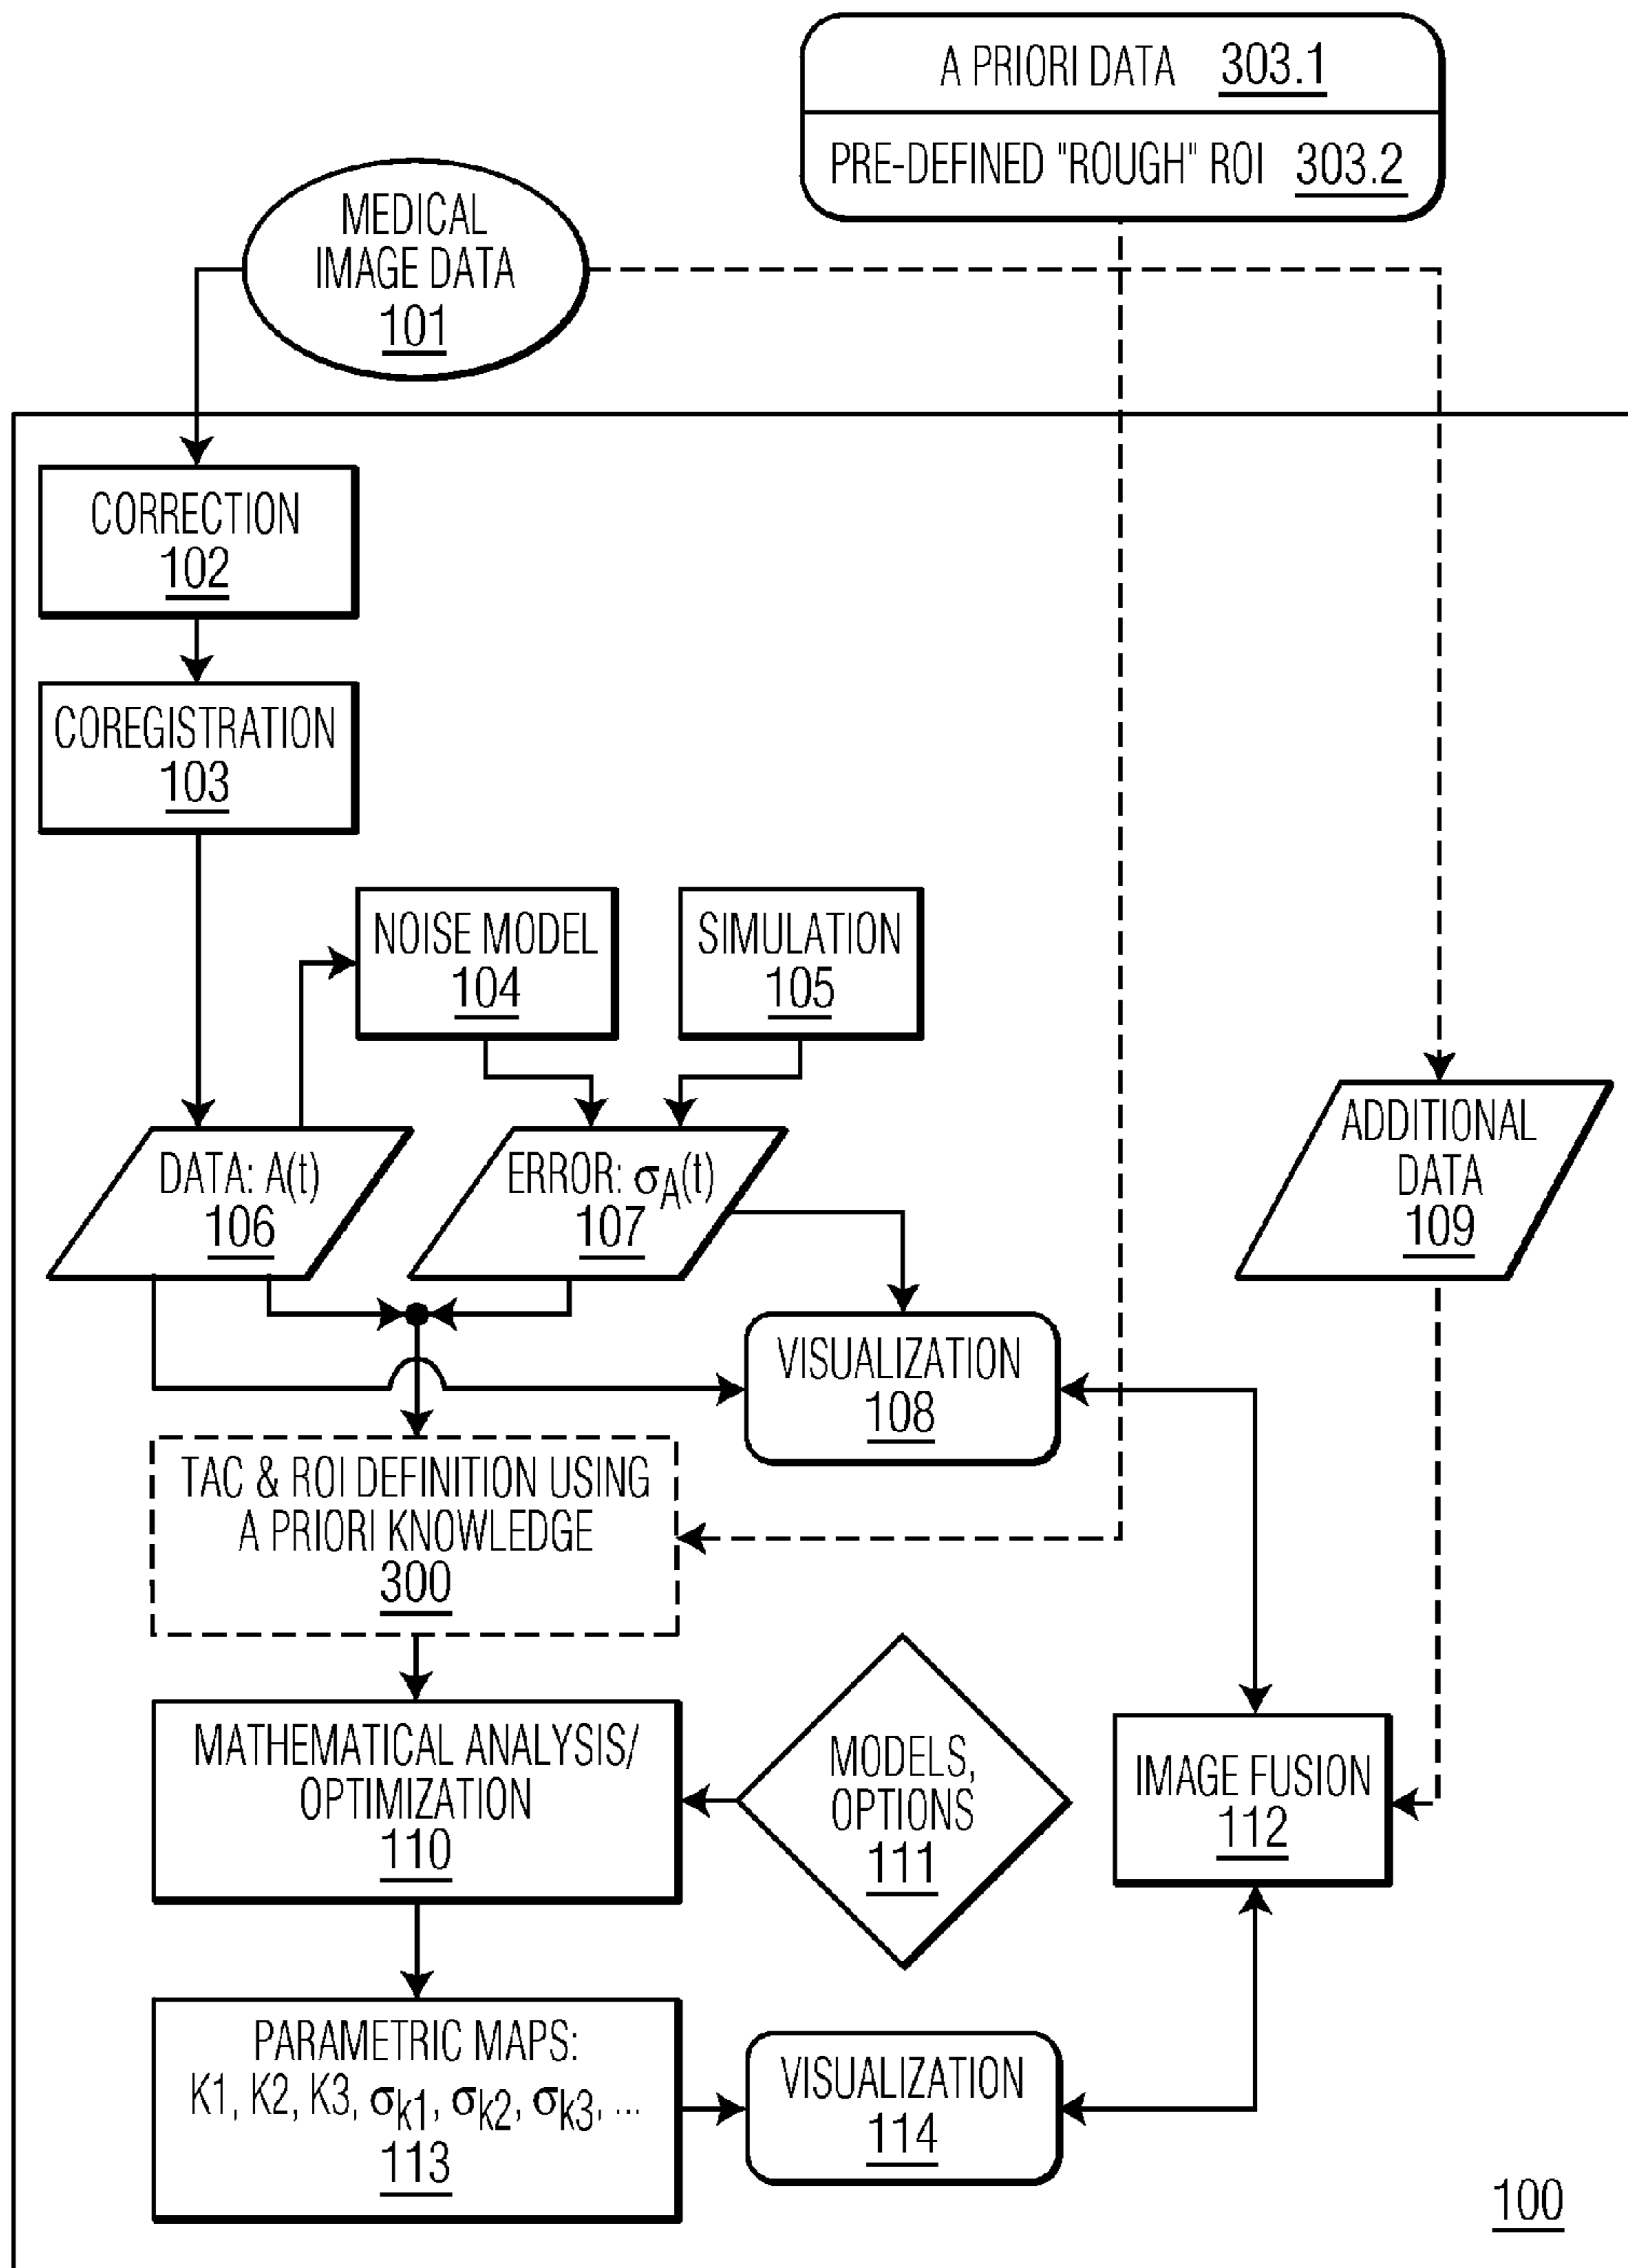 A PRIORI DATA 303.1
PRE-DEFINED "ROUGH" ROI 303.2
MEDICAL
IMAGE DATA
101
CORRECTION
102
COREGISTRATION
103
NOISE MODEL
104
SIMULATION
105
DATA: A(t)
106
ERROR: σA(t)
107
ADDITIONAL
DATA
109
VISUALIZATION
108
TAC & ROI DEFINITION USING
A PRIORI KNOWLEDGE
300
MATHEMATICAL ANALYSIS/
OPTIMIZATION
110
MODELS,
OPTIONS
111
IMAGE FUSION
112
PARAMETRIC MAPS:
K1, K2, K3, σk1, σk2, σk3, ...
113
VISUALIZATION
114
100